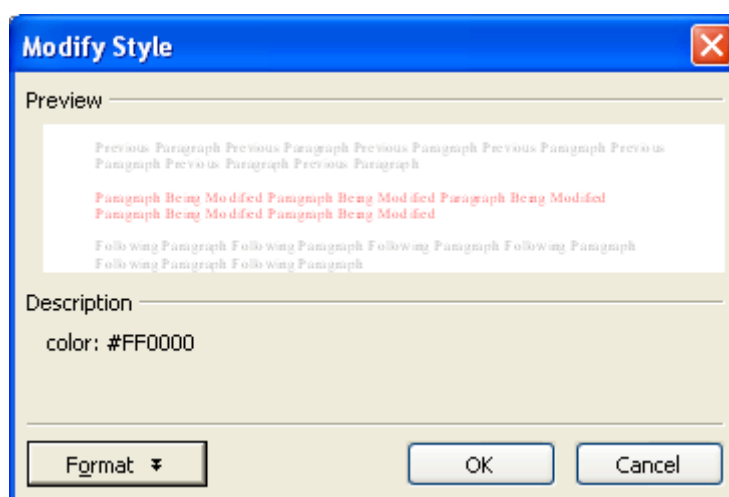 Modify Style
Preview
Previous Paragraph Previous Paragraph Previous Paragraph Previous Paragraph Previous
Paragraph Previous Paragraph Previous Paragraph
Paragraph Being Modified Paragraph Being Modified Paragraph Being Modified
Paragraph Being Modified Paragraph Being Modified
Following Paragraph Following Paragraph Following Paragraph Following Paragraph
Following Paragraph Following Paragraph
Description
color: #FF0000
Format OK Cancel